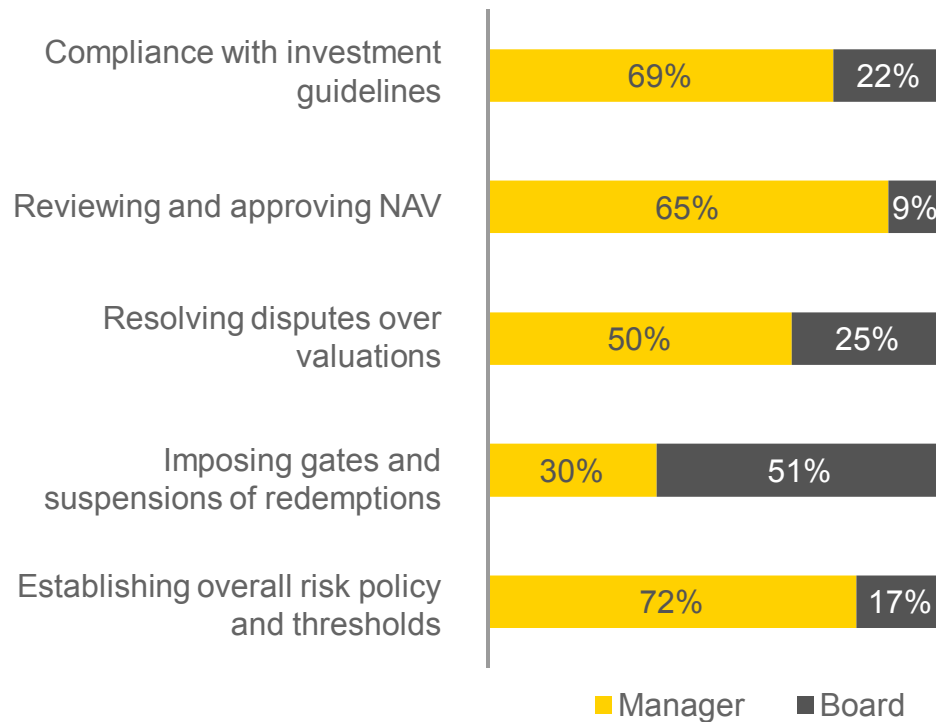 Compliance with investment
guidelines
69% 22%
Reviewing and approving NAV
65% 9%
Resolving disputes over
valuations
50% 25%
Imposing gates and
suspensions of redemptions
30% 51%
Establishing overall risk policy
and thresholds
72% 17%
Manager Board